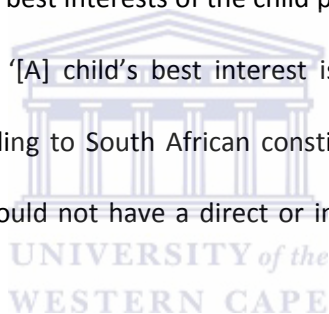 best interests of the child p
'[A] child's best interest is
ding to South African consti
ould not have a direct or in
UNIVERSITY of the
WESTERN CAPE